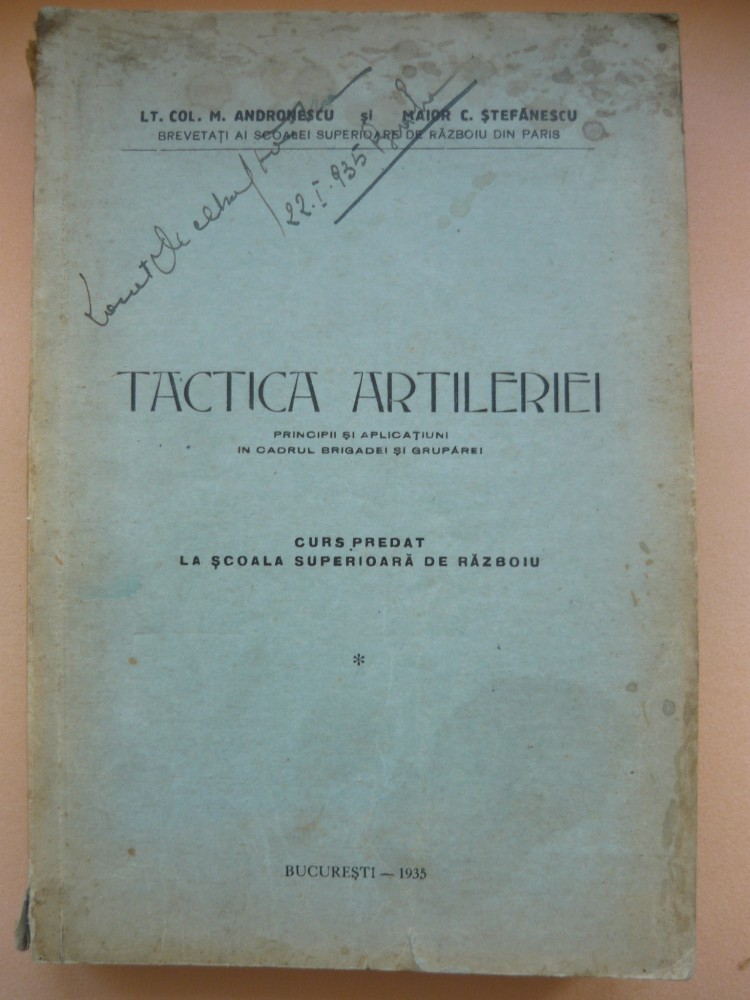 LT. COL. M. ANDRONESCU şi MAIOR C. ŞTEFĂNESCU
BREVETAŢI AI ŞCOALEI SUPERIOARE DE RĂZBOIU DIN PARIS
22.I.935
TACTICA ARTILERIEI
PRINCIPII ŞI APLICAŢIUNI
IN CADRUL BRIGADEI ŞI GRUPĂREI
CURS PREDAT
LA ŞCOALA SUPERIOARĂ DE RĂZBOIU
*
BUCUREŞTI — 1935